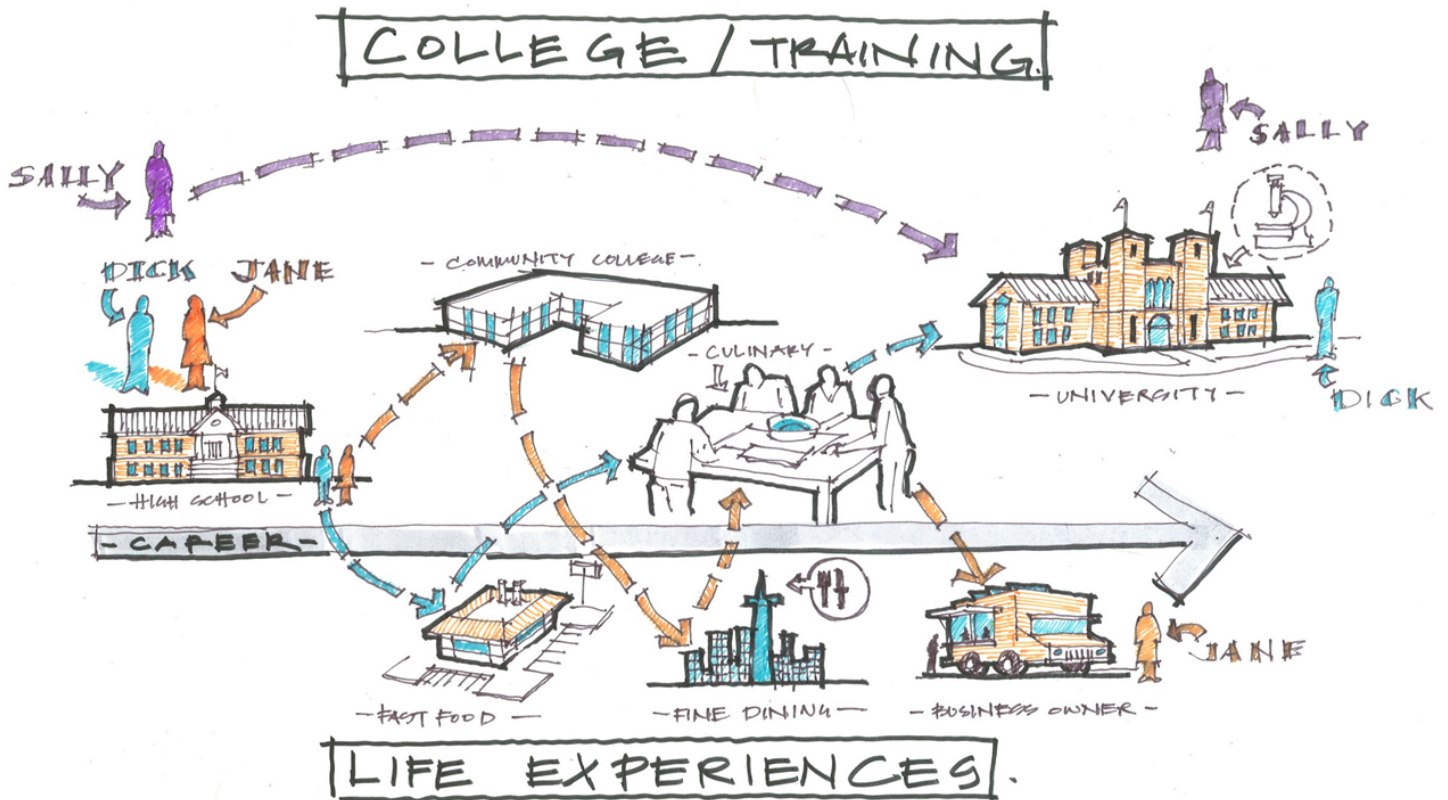 COLLEGE / TRAINING.
SALLY
SALLY
DICK JANE
- COMMUNITY COLLEGE -
- CULINARY -
- UNIVERSITY -
DICK
- HIGH SCHOOL -
- CAREER -
JANE
- FAST FOOD -
- FINE DINING -
- BUSINESS OWNER -
LIFE EXPERIENCES.